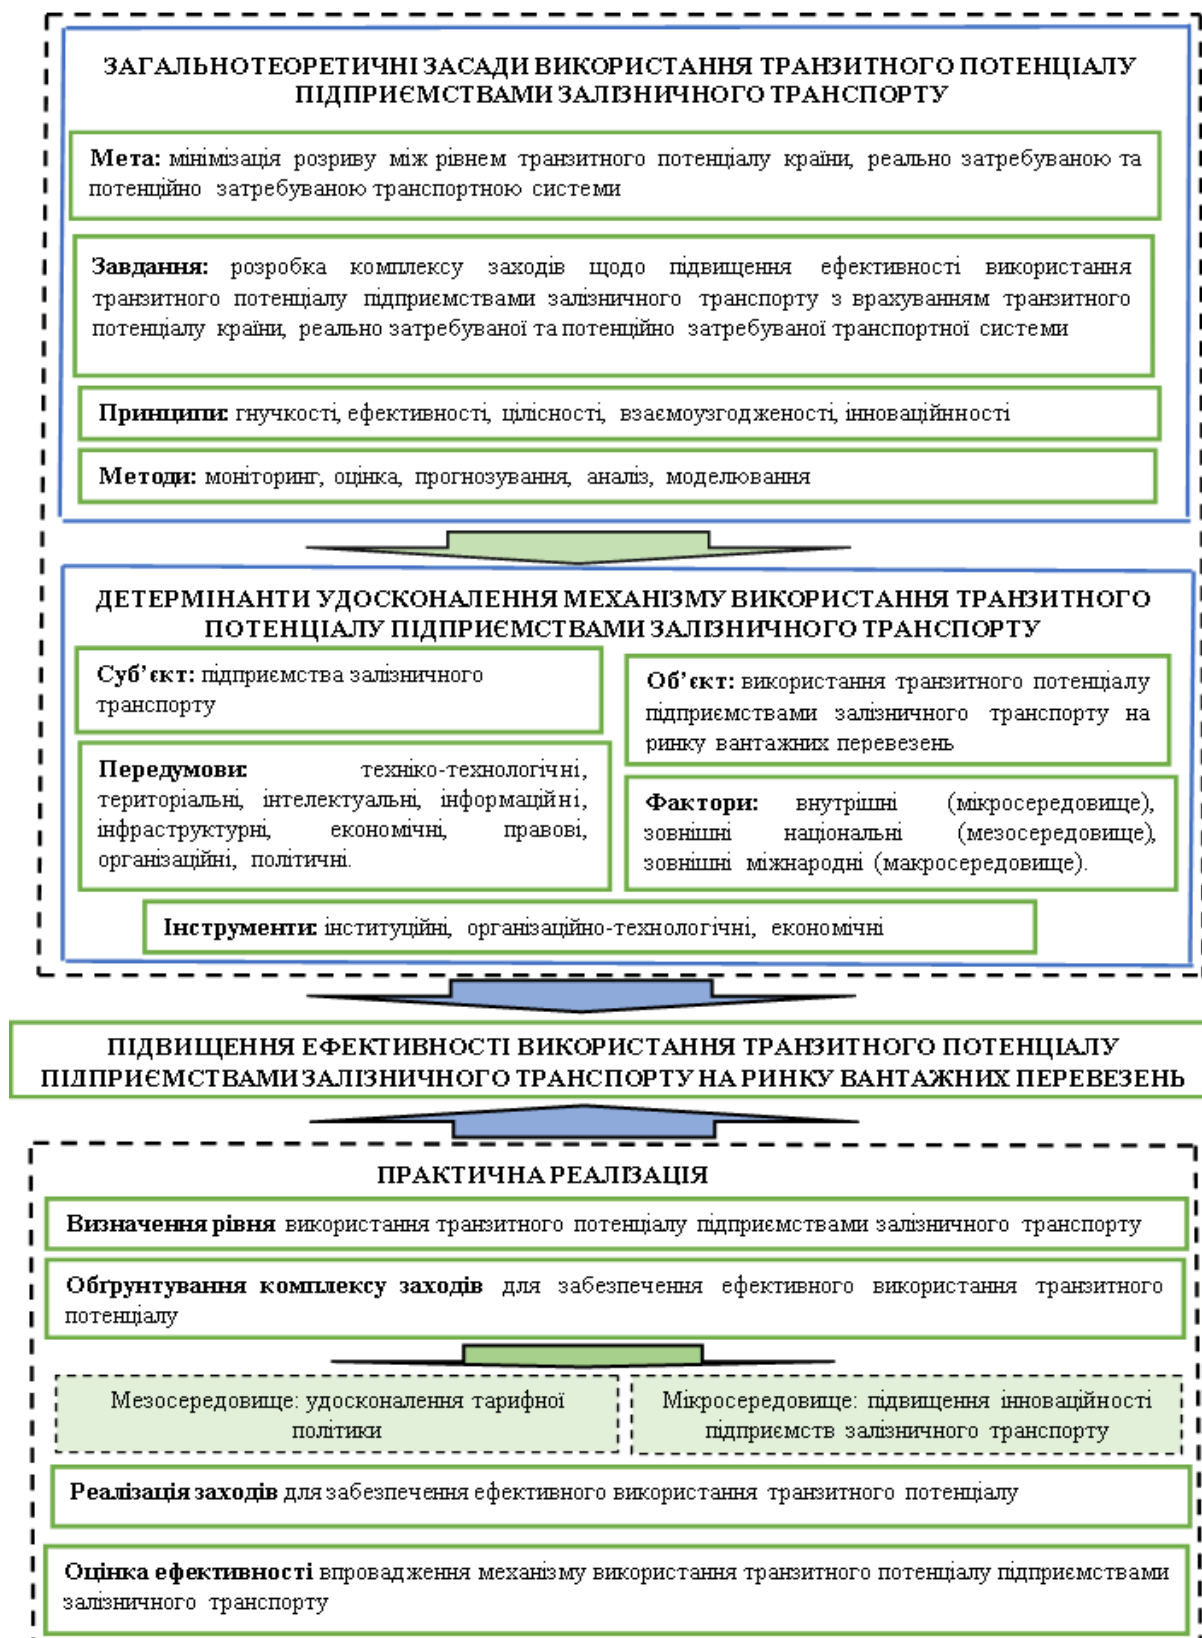 ЗАГАЛЬНОТЕОРЕТИЧНІ ЗАСАДИ ВИКОРИСТАННЯ ТРАНЗИТНОГО ПОТЕНЦІАЛУ
ПІДПРИЄМСТВАМИ ЗАЛІЗНИЧНОГО ТРАНСПОРТУ
Мета: мінімізація розриву між рівнем транзитного потенціалу країни, реально затребуваною та
потенційно затребуваною транспортною системи
Завдання: розробка комплексу заходів щодо підвищення ефективності використання
транзитного потенціалу підприємствами залізничного транспорту з врахуванням транзитного
потенціалу країни, реально затребуваної та потенційно затребуваної транспортної системи
Принципи: гнучкості, ефективності, цілісності, взаємоузгодженості, інноваційнності
Методи: моніторинг, оцінка, прогнозування, аналіз, моделювання
ДЕТЕРМІНАНТИ УДОСКОНАЛЕННЯ МЕХАНІЗМУ ВИКОРИСТАННЯ ТРАНЗИТНОГО
ПОТЕНЦІАЛУ ПІДПРИЄМСТВАМИ ЗАЛІЗНИЧНОГО ТРАНСПОРТУ
Суб’єкт: підприємства залізничного
транспорту
Об’єкт: використання транзитного потенціалу
підприємствами залізничного транспорту на
ринку вантажних перевезень
Передумови: техніко-технологічні,
територіальні, інтелектуальні, інформаційні,
інфраструктурні, економічні, правові,
організаційні, політичні.
Фактори: внутрішні (мікросередовище),
зовнішні національні (мезосередовище),
зовнішні міжнародні (макросередовище).
Інструменти: інституційні, організаційно-технологічні, економічні
ПІДВИЩЕННЯ ЕФЕКТИВНОСТІ ВИКОРИСТАННЯ ТРАНЗИТНОГО ПОТЕНЦІАЛУ
ПІДПРИЄМСТВАМИ ЗАЛІЗНИЧНОГО ТРАНСПОРТУ НА РИНКУ ВАНТАЖНИХ ПЕРЕВЕЗЕНЬ
ПРАКТИЧНА РЕАЛІЗАЦІЯ
Визначення рівня використання транзитного потенціалу підприємствами залізничного транспорту
Обґрунтування комплексу заходів для забезпечення ефективного використання транзитного
потенціалу
Мезосередовище: удосконалення тарифної
політики
Мікросередовище: підвищення інноваційності
підприємств залізничного транспорту
Реалізація заходів для забезпечення ефективного використання транзитного потенціалу
Оцінка ефективності впровадження механізму використання транзитного потенціалу підприємствами
залізничного транспорту